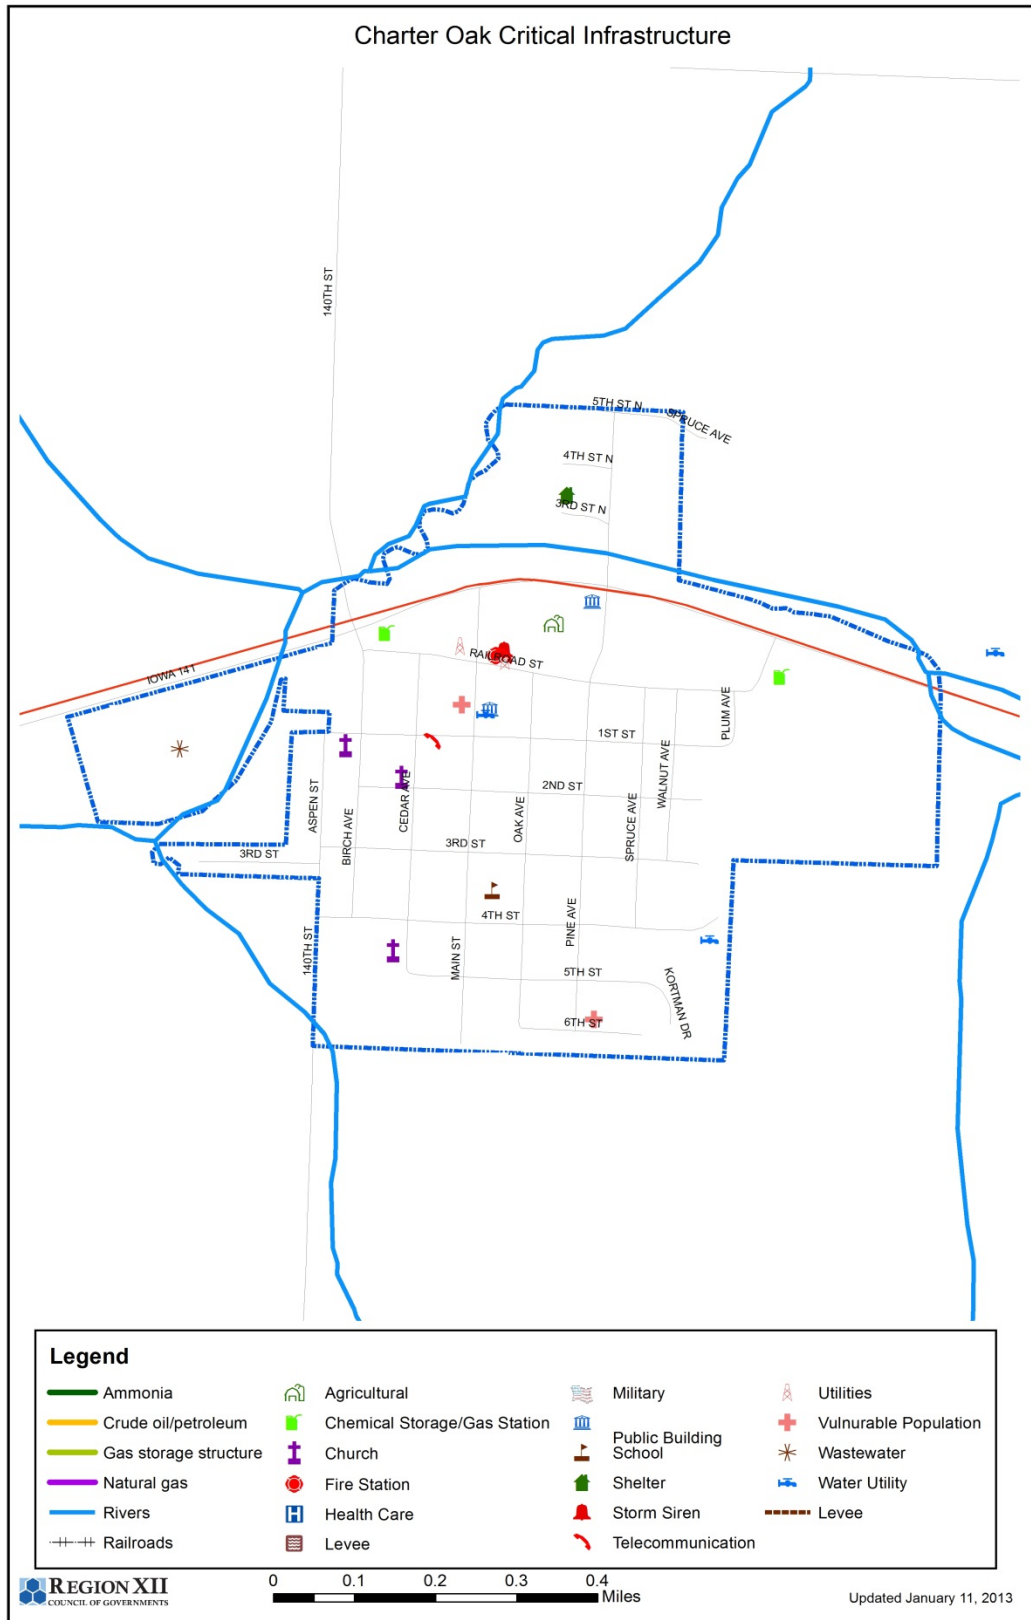 Charter Oak Critical Infrastructure
140TH ST
5TH ST N
SPRUCE AVE
4TH ST N
3RD ST N
IOWA 141
RAILROAD ST
PLUM AVE
1ST ST
WALNUT AVE
2ND ST
ASPEN ST
BIRCH AVE
CEDAR AVE
OAK AVE
SPRUCE AVE
3RD ST
3RD ST
4TH ST
PINE AVE
140TH ST
MAIN ST
5TH ST
KORTMAN DR
6TH ST
Legend
Ammonia
Crude oil/petroleum
Gas storage structure
Natural gas
Rivers
Railroads
Agricultural
Chemical Storage/Gas Station
Church
Fire Station
Health Care
Levee
Military
Public Building
School
Shelter
Storm Siren
Telecommunication
Utilities
Vulnurable Population
Wastewater
Water Utility
Levee
REGION XII
COUNCIL OF GOVERNMENTS
0 0.1 0.2 0.3 0.4
Miles
Updated January 11, 2013